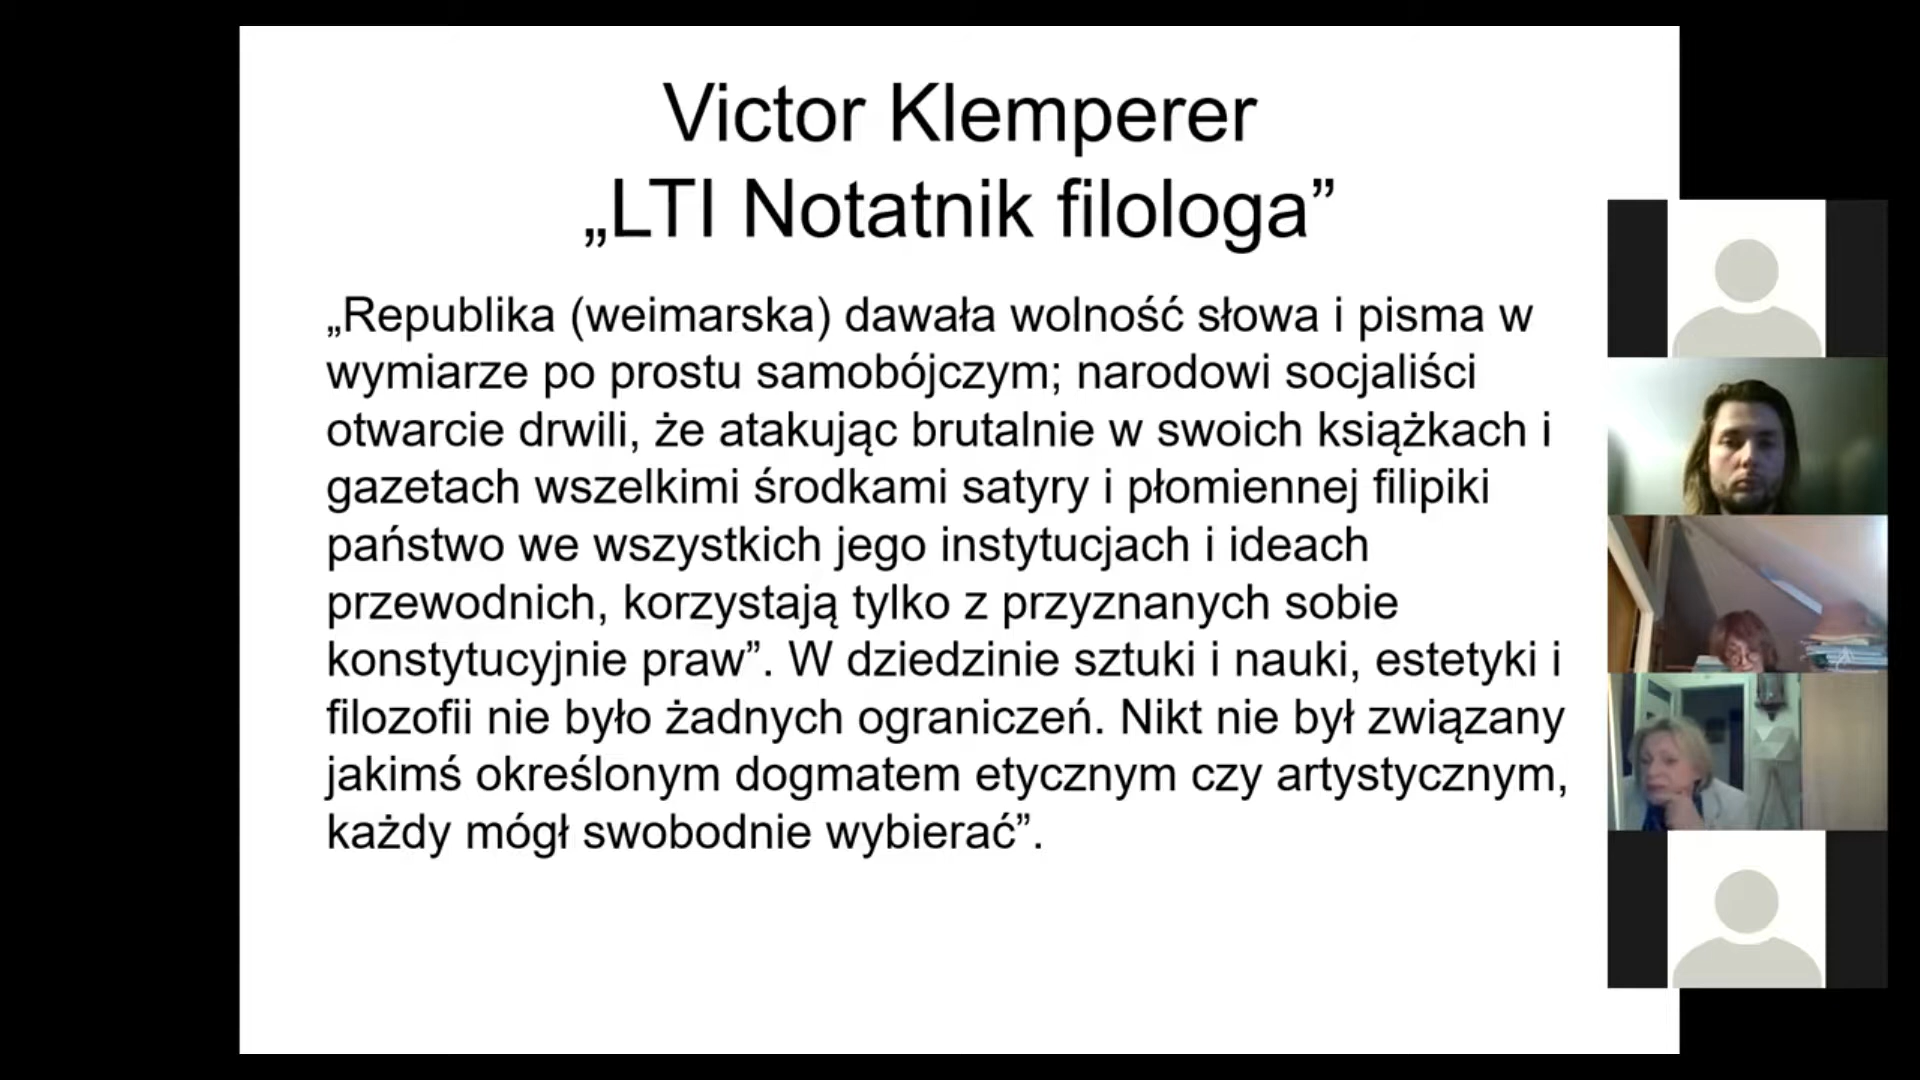 Victor Klemperer
„LTI Notatnik filologa”
„Republika (weimarska) dawała wolność słowa i pisma w
wymiarze po prostu samobójczym; narodowi socjaliści
otwarcie drwili, że atakując brutalnie w swoich książkach i
gazetach wszelkimi środkami satyry i płomiennej filipiki
państwo we wszystkich jego instytucjach i ideach
przewodnich, korzystają tylko z przyznanych sobie
konstytucyjnie praw”. W dziedzinie sztuki i nauki, estetyki i
filozofii nie było żadnych ograniczeń. Nikt nie był związany
jakimś określonym dogmatem etycznym czy artystycznym,
każdy mógł swobodnie wybierać”.